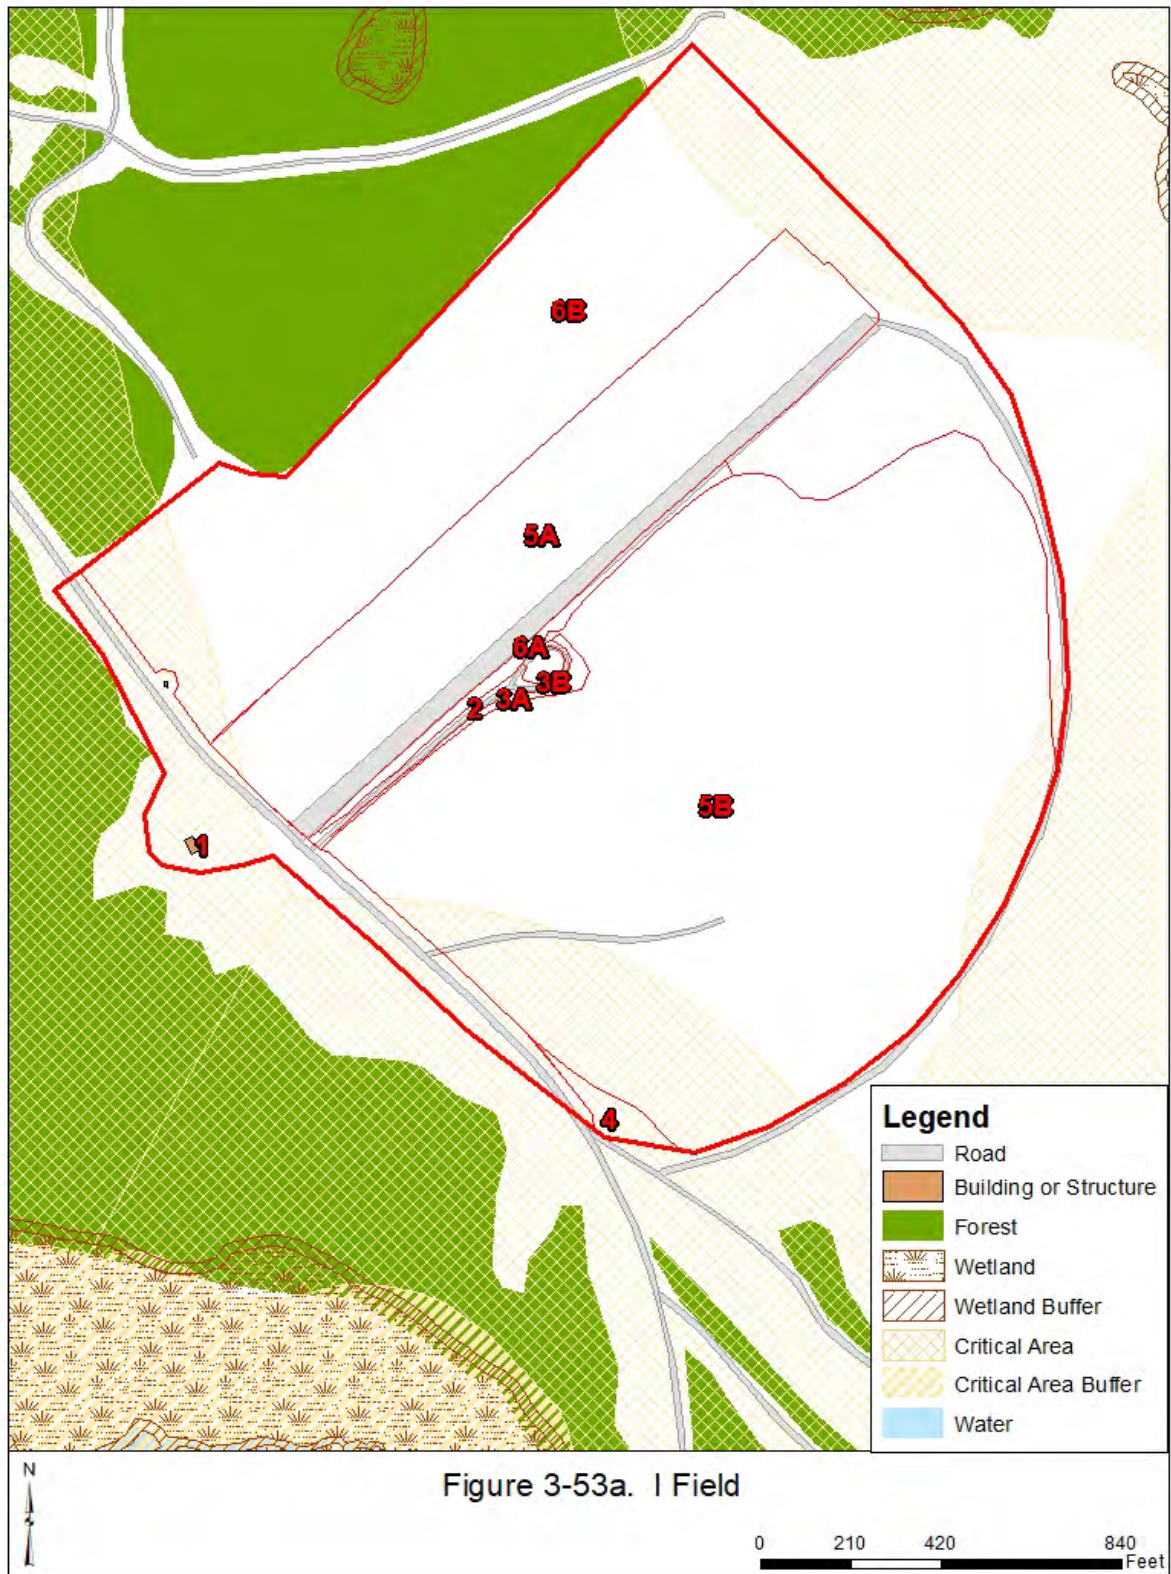 6B
5A
6A
3B
3A
2
5B
1
4
Legend
Road
Building or Structure
Forest
Wetland
Wetland Buffer
Critical Area
Critical Area Buffer
Water
N
Figure 3-53a. I Field
0 210 420 840
Feet